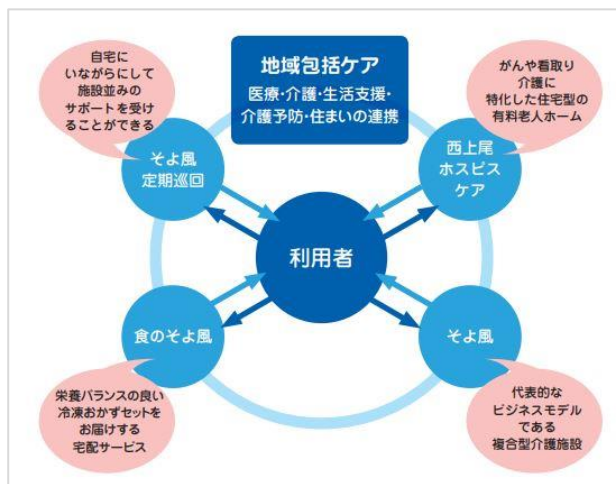 地域包括ケア
医療・介護・生活支援・
介護予防・住まいの連携
自宅に
いながらにして
施設並みの
サポートを受け
ることができる
そよ風
定期巡回
がんや看取り
介護に
特化した住宅型の
有料老人ホーム
西上尾
ホスピス
ケア
利用者
食のそよ風
栄養バランスの良い
冷凍おかずセットを
お届けする
宅配サービス
そよ風
代表的な
ビジネスモデル
である
複合型介護施設